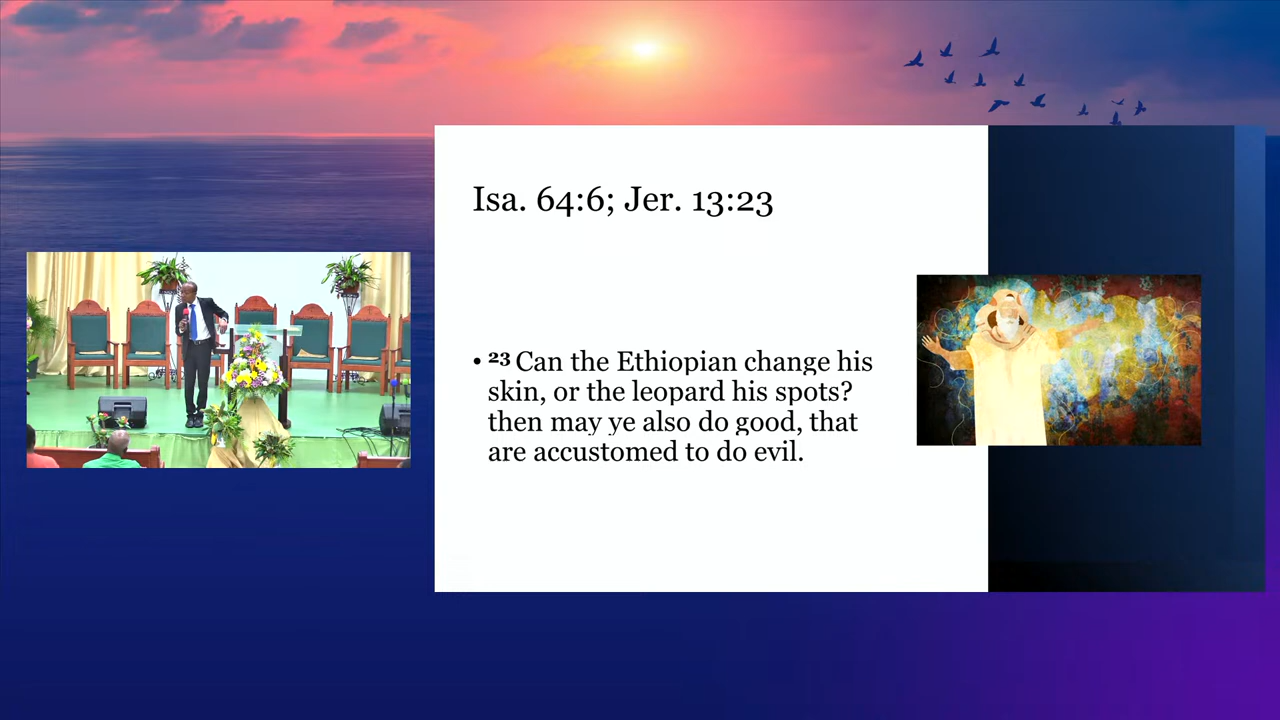 Isa. 64:6; Jer. 13:23
• 23 Can the Ethiopian change his
skin, or the leopard his spots?
then may ye also do good, that
are accustomed to do evil.